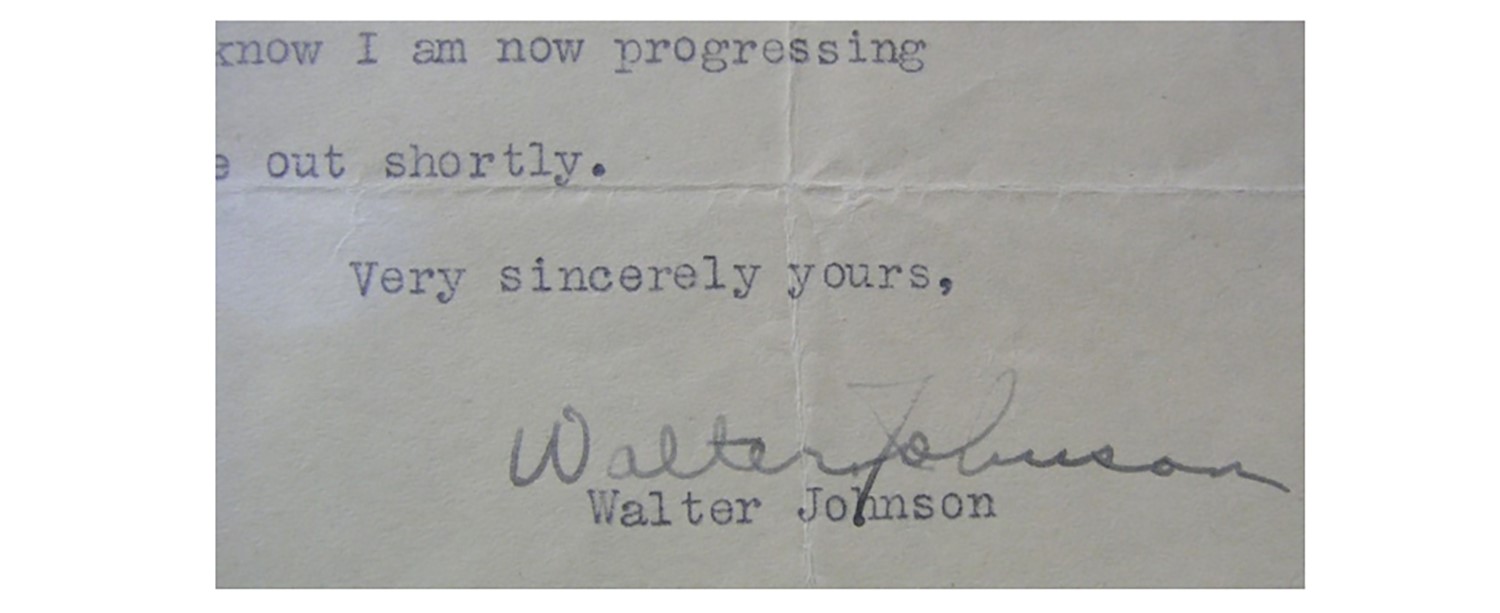 know I am now progressing
e out shortly.
Very sincerely yours,
Walter Johnson
Walter Johnson